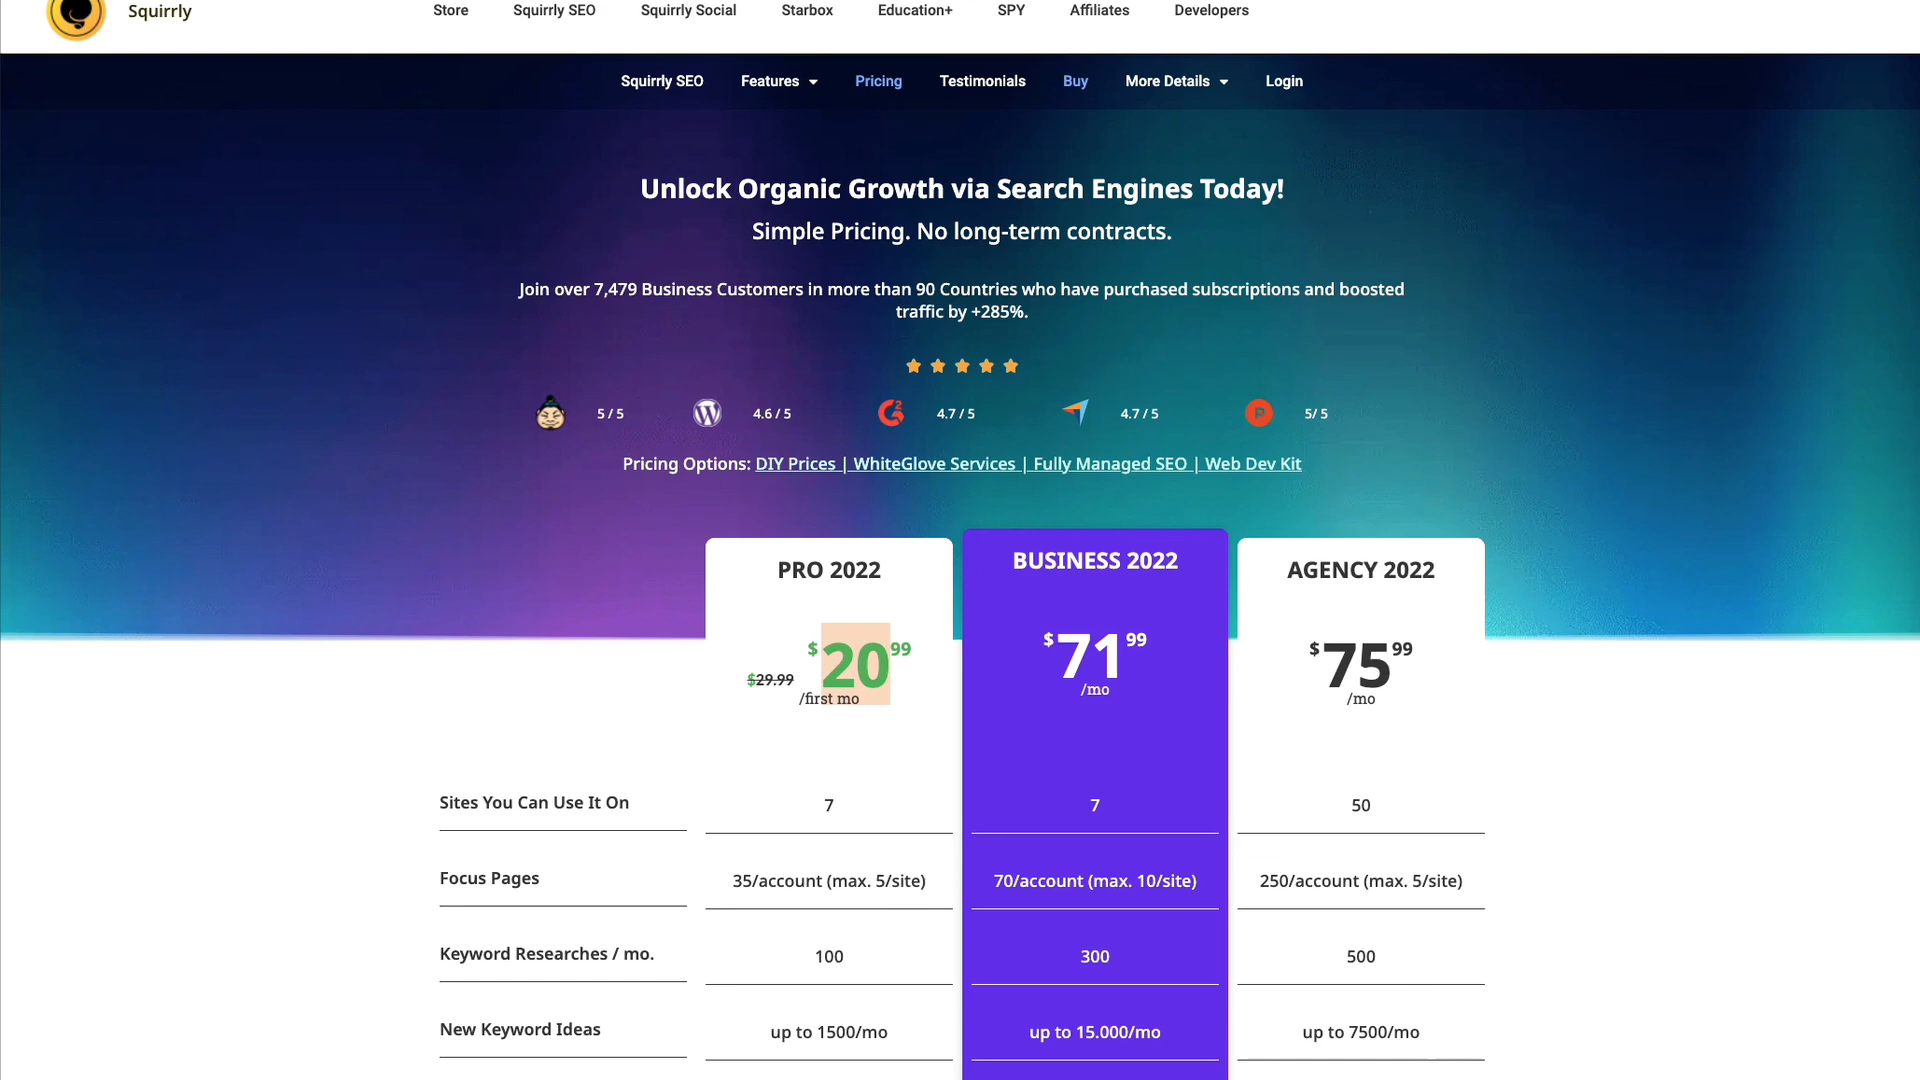 Squirrly
Store Squirrly SEO Squirrly Social Starbox Education+ SPY Affiliates Developers
Squirrly SEO Features Pricing Testimonials Buy More Details Login
Unlock Organic Growth via Search Engines Today!
Simple Pricing. No long-term contracts.
Join over 7,479 Business Customers in more than 90 Countries who have purchased subscriptions and boosted
traffic by +285%.
5 / 5 4.6 / 5 4.7 / 5 4.7 / 5 5/ 5
Pricing Options: DIY Prices | WhiteGlove Services | Fully Managed SEO | Web Dev Kit
PRO 2022 BUSINESS 2022 AGENCY 2022
$29.99 $20.99 $71.99 $75.99
/first mo /mo /mo
Sites You Can Use It On 7 7 50
Focus Pages 35/account (max. 5/site) 70/account (max. 10/site) 250/account (max. 5/site)
Keyword Researches / mo. 100 300 500
New Keyword Ideas up to 1500/mo up to 15.000/mo up to 7500/mo